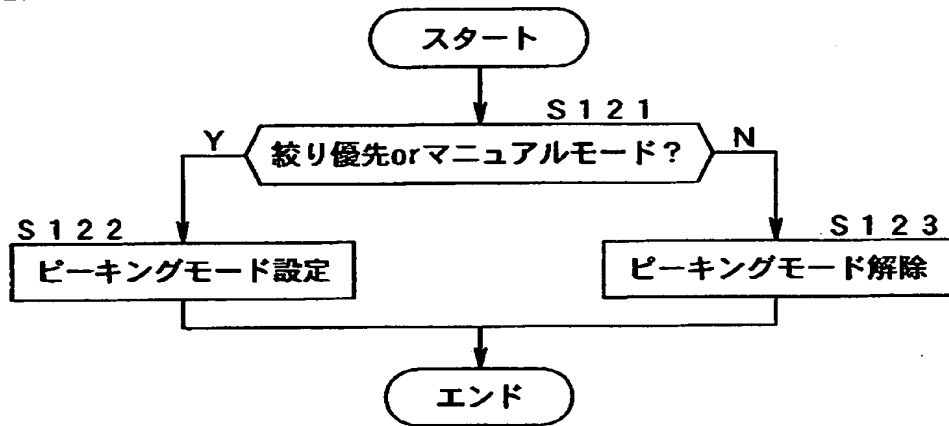 スタート
S121
絞り優先orマニュアルモード？
Y
N
S122
ピーキングモード設定
S123
ピーキングモード解除
エンド